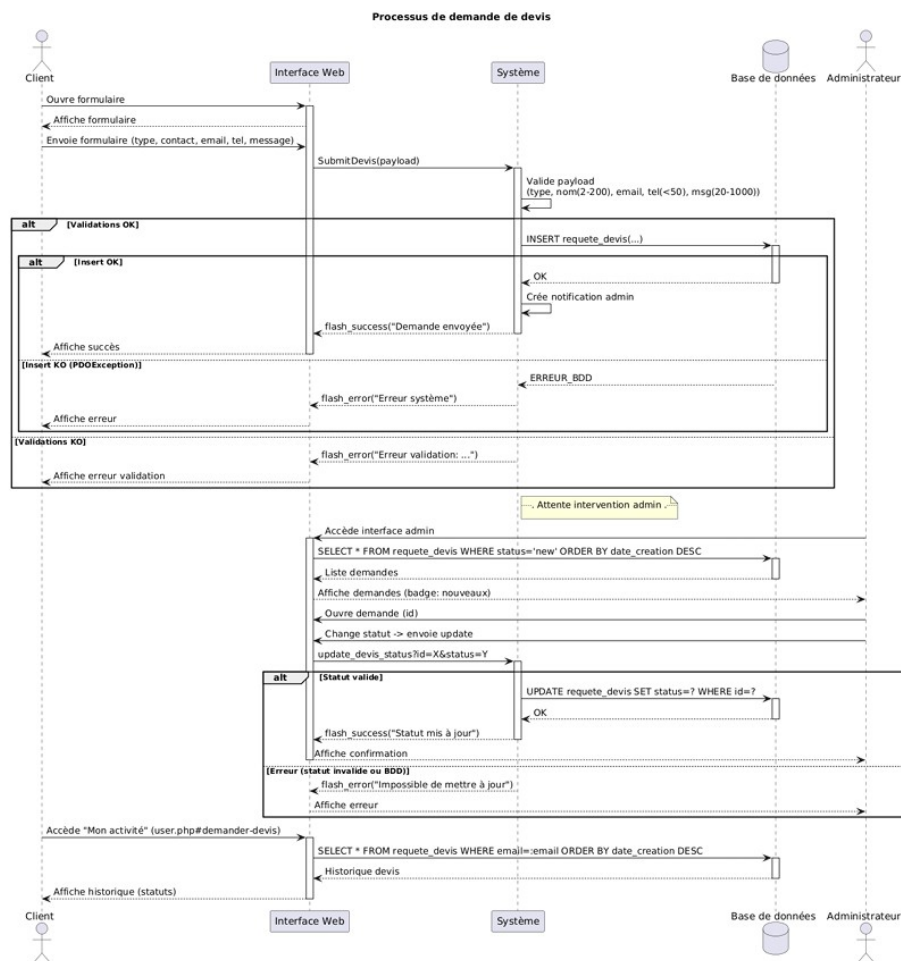 Processus de demande de devis
Client
Interface Web
Système
Base de données
Administrateur
Ouvre formulaire
Affiche formulaire
Envoie formulaire (type, contact, email, tel, message)
SubmitDevis(payload)
Valide payload
(type, nom(2-200), email, tel(<50), msg(20-1000))
alt [Validations OK]
INSERT requete_devis(...)
alt [Insert OK]
OK
Crée notification admin
flash_success("Demande envoyée")
Affiche succès
[Insert KO (PDOException)]
ERREUR_BDD
flash_error("Erreur système")
Affiche erreur
[Validations KO]
flash_error("Erreur validation: ...")
Affiche erreur validation
. Attente intervention admin .
Accède interface admin
SELECT * FROM requete_devis WHERE status='new' ORDER BY date_creation DESC
Liste demandes
Affiche demandes (badge: nouveaux)
Ouvre demande (id)
Change statut -> envoie update
update_devis_status?id=X&status=Y
alt [Statut valide]
UPDATE requete_devis SET status=? WHERE id=?
OK
flash_success("Statut mis à jour")
Affiche confirmation
[Erreur (statut invalide ou BDD)]
flash_error("Impossible de mettre à jour")
Affiche erreur
Accède "Mon activité" (user.php#demander-devis)
SELECT * FROM requete_devis WHERE email=:email ORDER BY date_creation DESC
Historique devis
Affiche historique (statuts)
Client
Interface Web
Système
Base de données
Administrateur